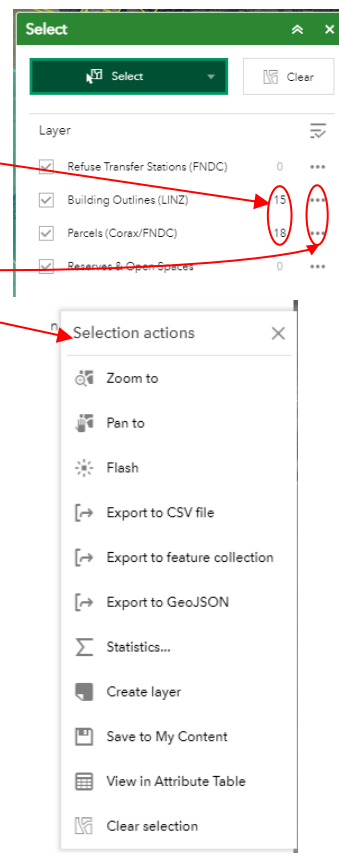 Select
Select
Clear
Layer
Refuse Transfer Stations (FNDC) 0
Building Outlines (LINZ) 15
Parcels (Corax/FNDC) 18
Reserves & Open Spaces 0
n
Selection actions
Zoom to
Pan to
Flash
Export to CSV file
Export to feature collection
Export to GeoJSON
Statistics...
Create layer
Save to My Content
View in Attribute Table
Clear selection